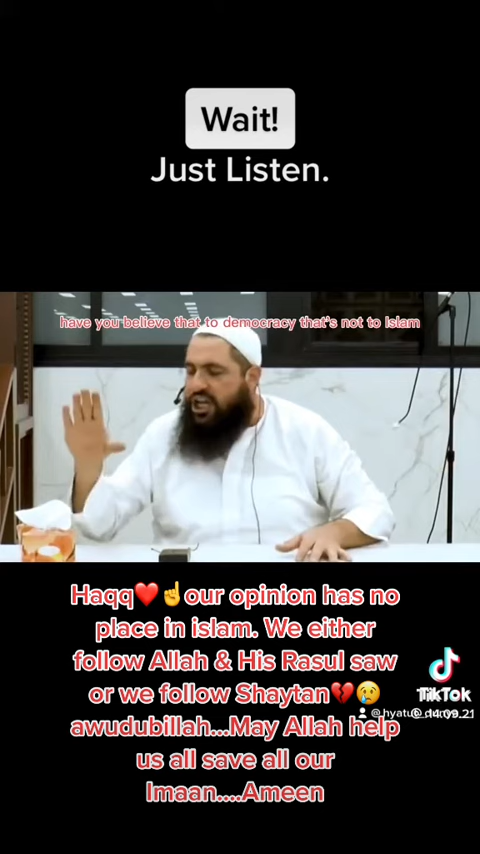 Wait!
Just Listen.
have you believe that to democracy that's not to Islam
Haqq❤️☝️our opinion has no
place in islam. We either
follow Allah & His Rasul saw
or we follow Shaytan💔😢
awudubillah...May Allah help
us all save all our
Imaan....Ameen
TikTok